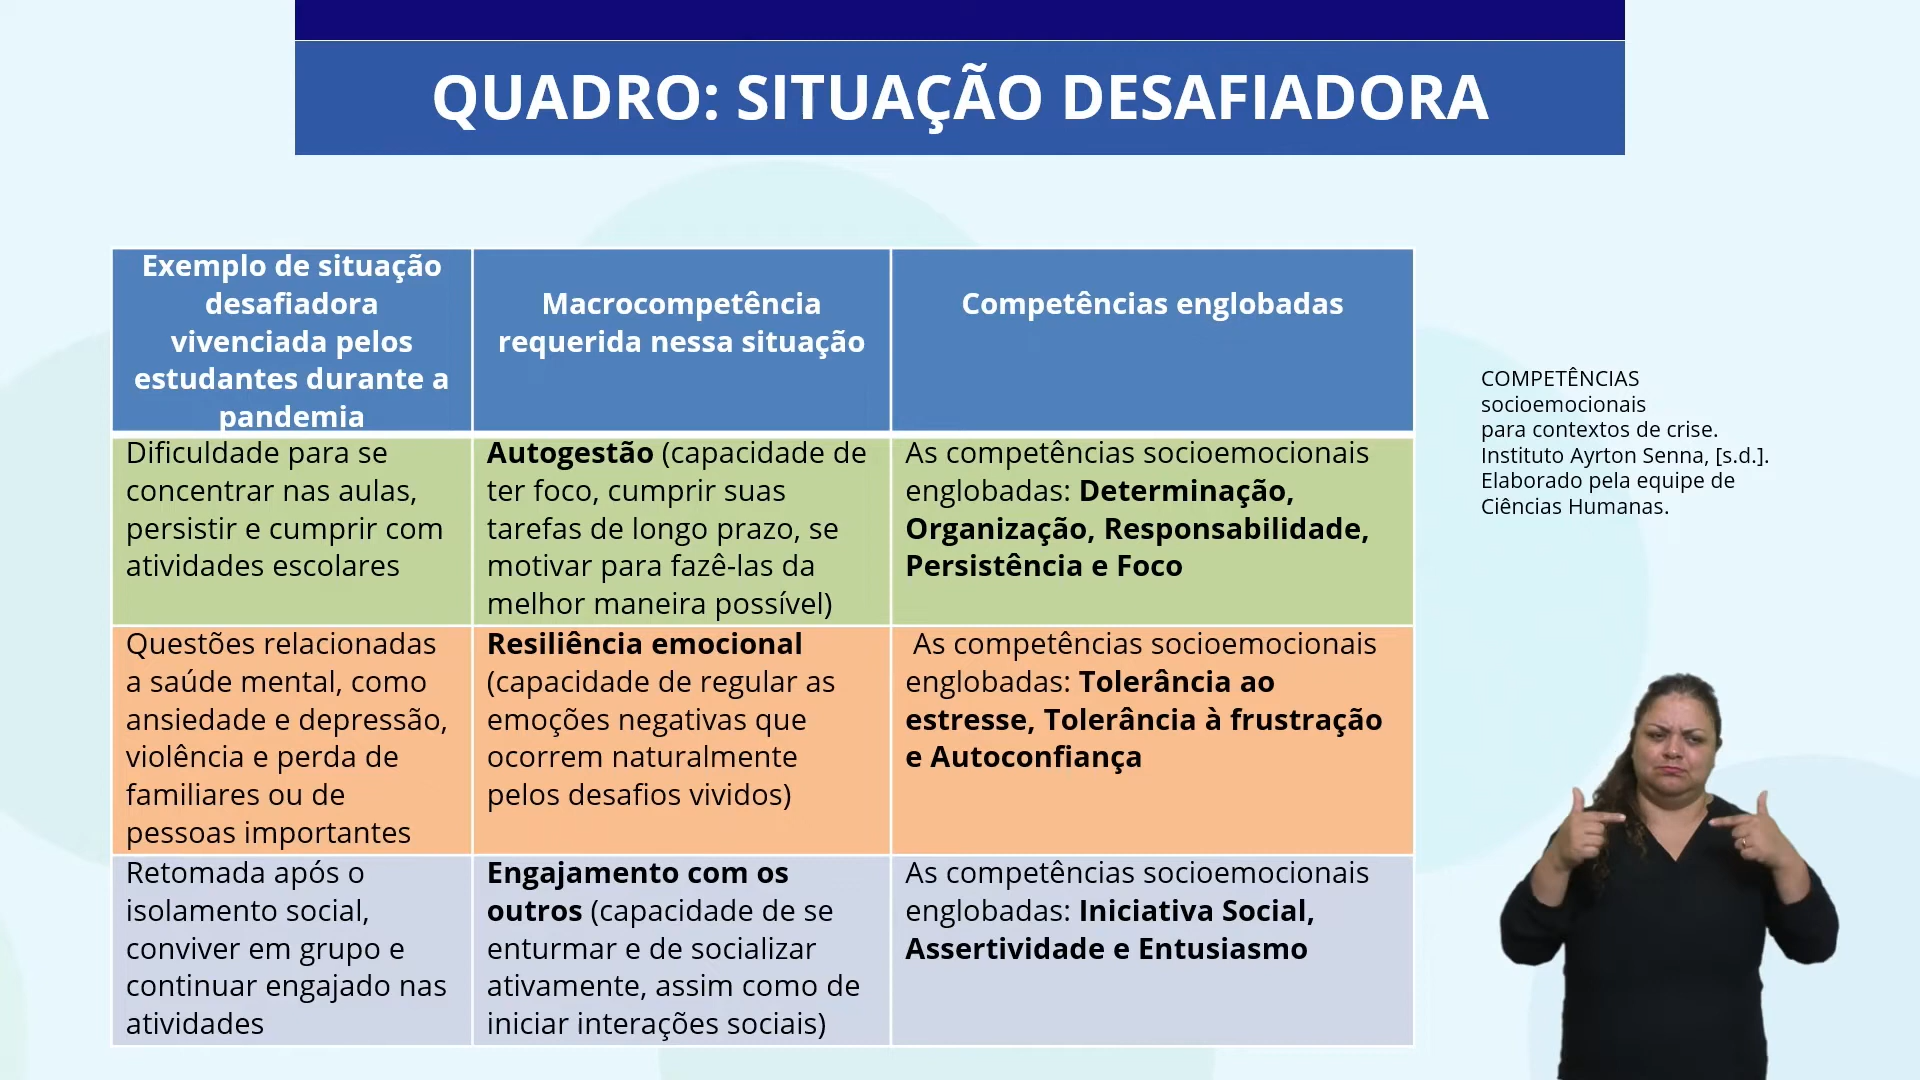 QUADRO: SITUAÇÃO DESAFIADORA
Exemplo de situação
desafiadora
vivenciada pelos
estudantes durante a
pandemia
Macrocompetência
requerida nessa situação
Competências englobadas
Dificuldade para se
concentrar nas aulas,
persistir e cumprir com
atividades escolares
Autogestão (capacidade de
ter foco, cumprir suas
tarefas de longo prazo, se
motivar para fazê-las da
melhor maneira possível)
As competências socioemocionais
englobadas: Determinação,
Organização, Responsabilidade,
Persistência e Foco
Questões relacionadas
a saúde mental, como
ansiedade e depressão,
violência e perda de
familiares ou de
pessoas importantes
Resiliência emocional
(capacidade de regular as
emoções negativas que
ocorrem naturalmente
pelos desafios vividos)
As competências socioemocionais
englobadas: Tolerância ao
estresse, Tolerância à frustração
e Autoconfiança
Retomada após o
isolamento social,
conviver em grupo e
continuar engajado nas
atividades
Engajamento com os
outros (capacidade de se
enturmar e de socializar
ativamente, assim como de
iniciar interações sociais)
As competências socioemocionais
englobadas: Iniciativa Social,
Assertividade e Entusiasmo
COMPETÊNCIAS
socioemocionais
para contextos de crise.
Instituto Ayrton Senna, [s.d.].
Elaborado pela equipe de
Ciências Humanas.